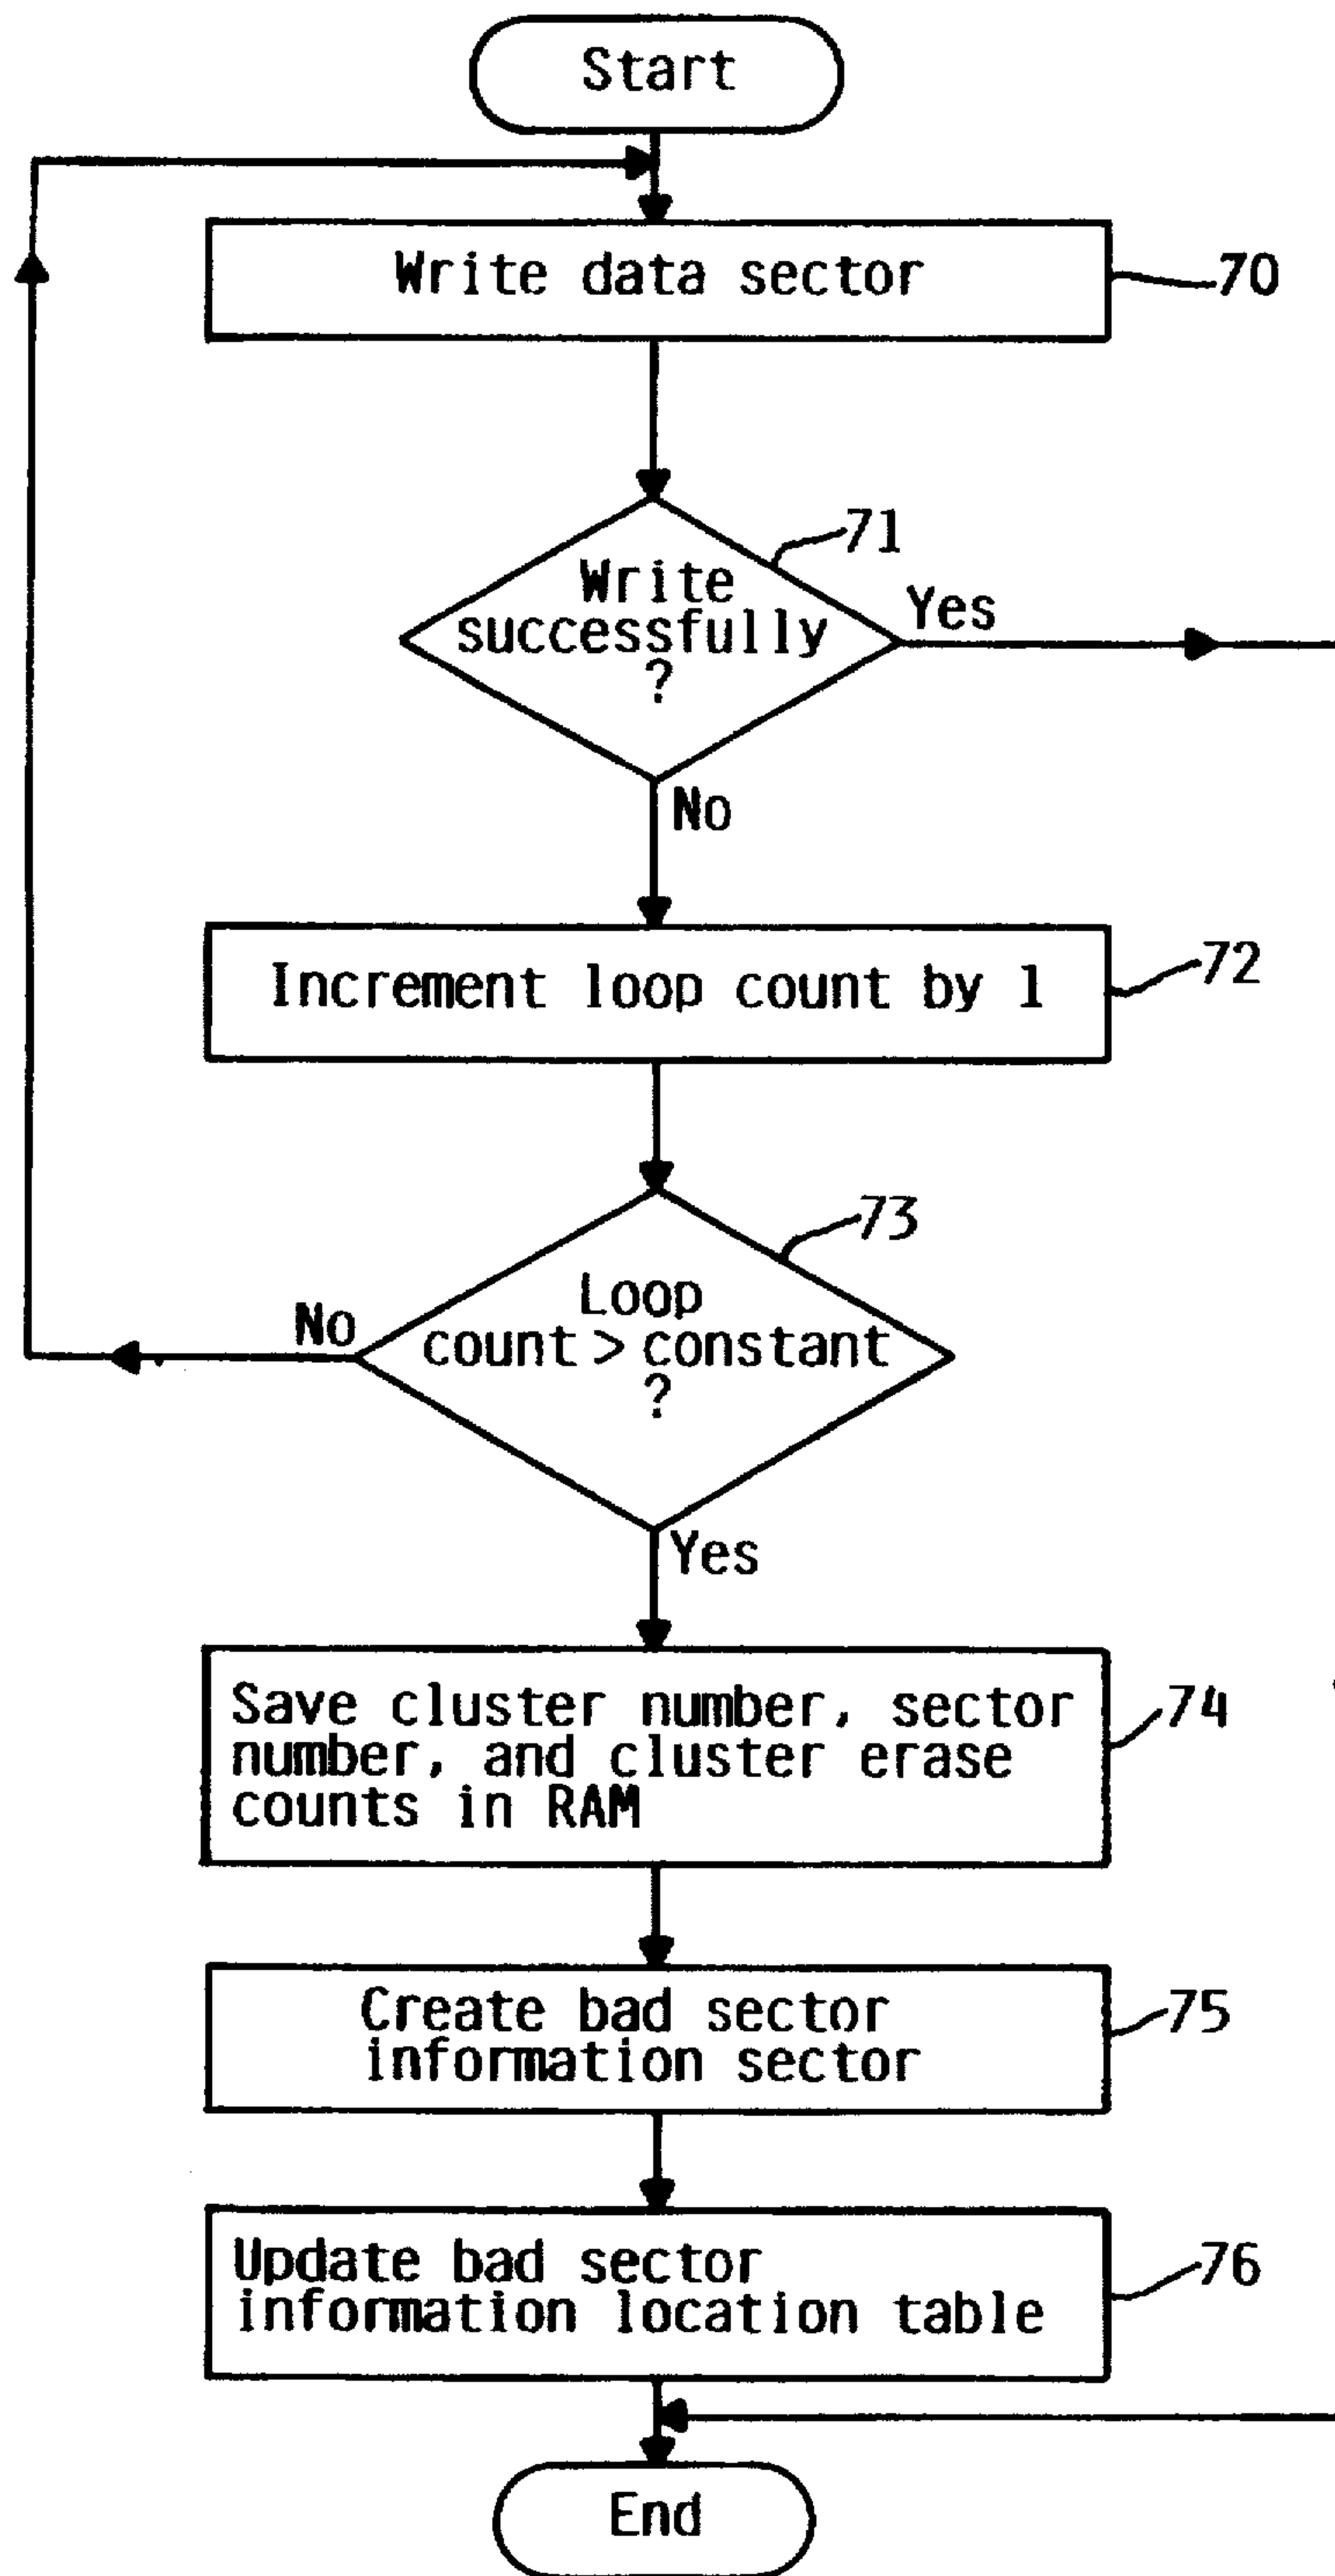 Start
Write data sector
70
71
Write
successfully
?
Yes
No
Increment loop count by 1
72
73
Loop
count > constant
?
No
Yes
Save cluster number, sector
number, and cluster erase
counts in RAM
74
Create bad sector
information sector
75
Update bad sector
information location table
76
End